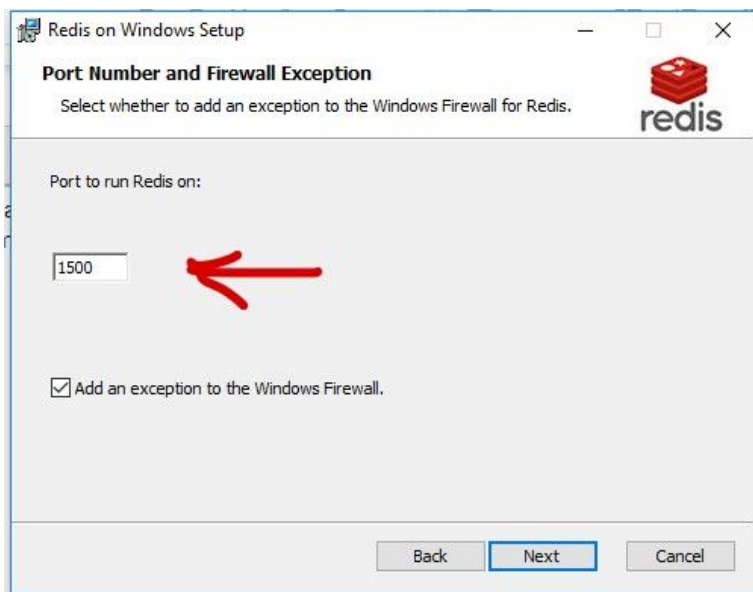 Redis on Windows Setup
Port Number and Firewall Exception
Select whether to add an exception to the Windows Firewall for Redis.
redis
Port to run Redis on:
1500
Add an exception to the Windows Firewall.
Back Next Cancel